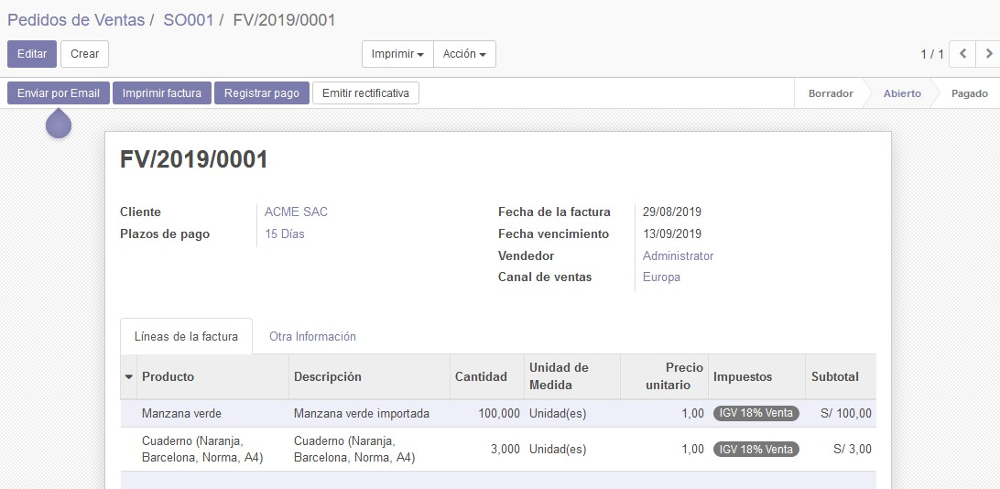 Pedidos de Ventas / SO001 / FV/2019/0001
Editar Crear Imprimir Acción 1 / 1
Enviar por Email Imprimir factura Registrar pago Emitir rectificativa Borrador Abierto Pagado
FV/2019/0001
Cliente ACME SAC Fecha de la factura 29/08/2019
Plazos de pago 15 Días Fecha vencimiento 13/09/2019
Vendedor Administrator
Canal de ventas Europa
Líneas de la factura Otra Información
Producto Descripción Cantidad Unidad de Medida Precio unitario Impuestos Subtotal
Manzana verde Manzana verde importada 100,000 Unidad(es) 1,00 IGV 18% Venta S/ 100,00
Cuaderno (Naranja, Barcelona, Norma, A4) Cuaderno (Naranja, Barcelona, Norma, A4) 3,000 Unidad(es) 1,00 IGV 18% Venta S/ 3,00